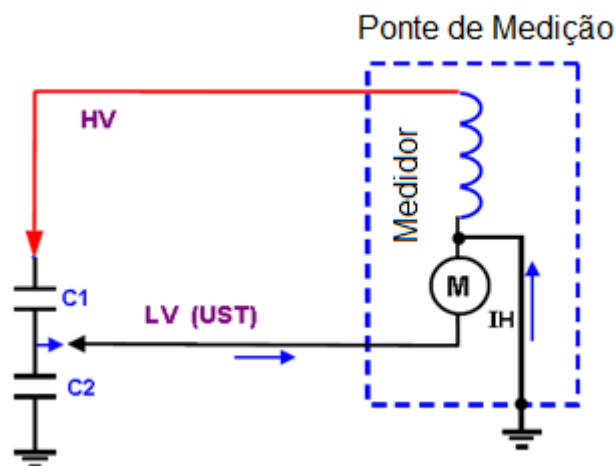 Ponte de Medição
HV
Medidor
C1
M
LV (UST)
IH
C2